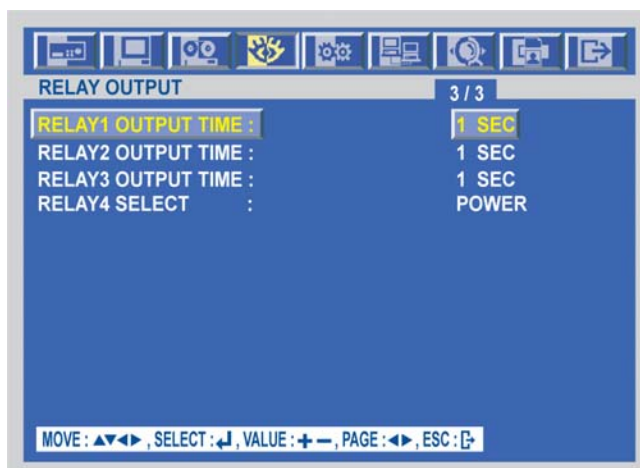 RELAY OUTPUT 3 / 3
RELAY1 OUTPUT TIME : 1 SEC
RELAY2 OUTPUT TIME : 1 SEC
RELAY3 OUTPUT TIME : 1 SEC
RELAY4 SELECT : POWER
MOVE : ▲▼◀▶ , SELECT : ↵ , VALUE : + − , PAGE : ◀▶ , ESC :